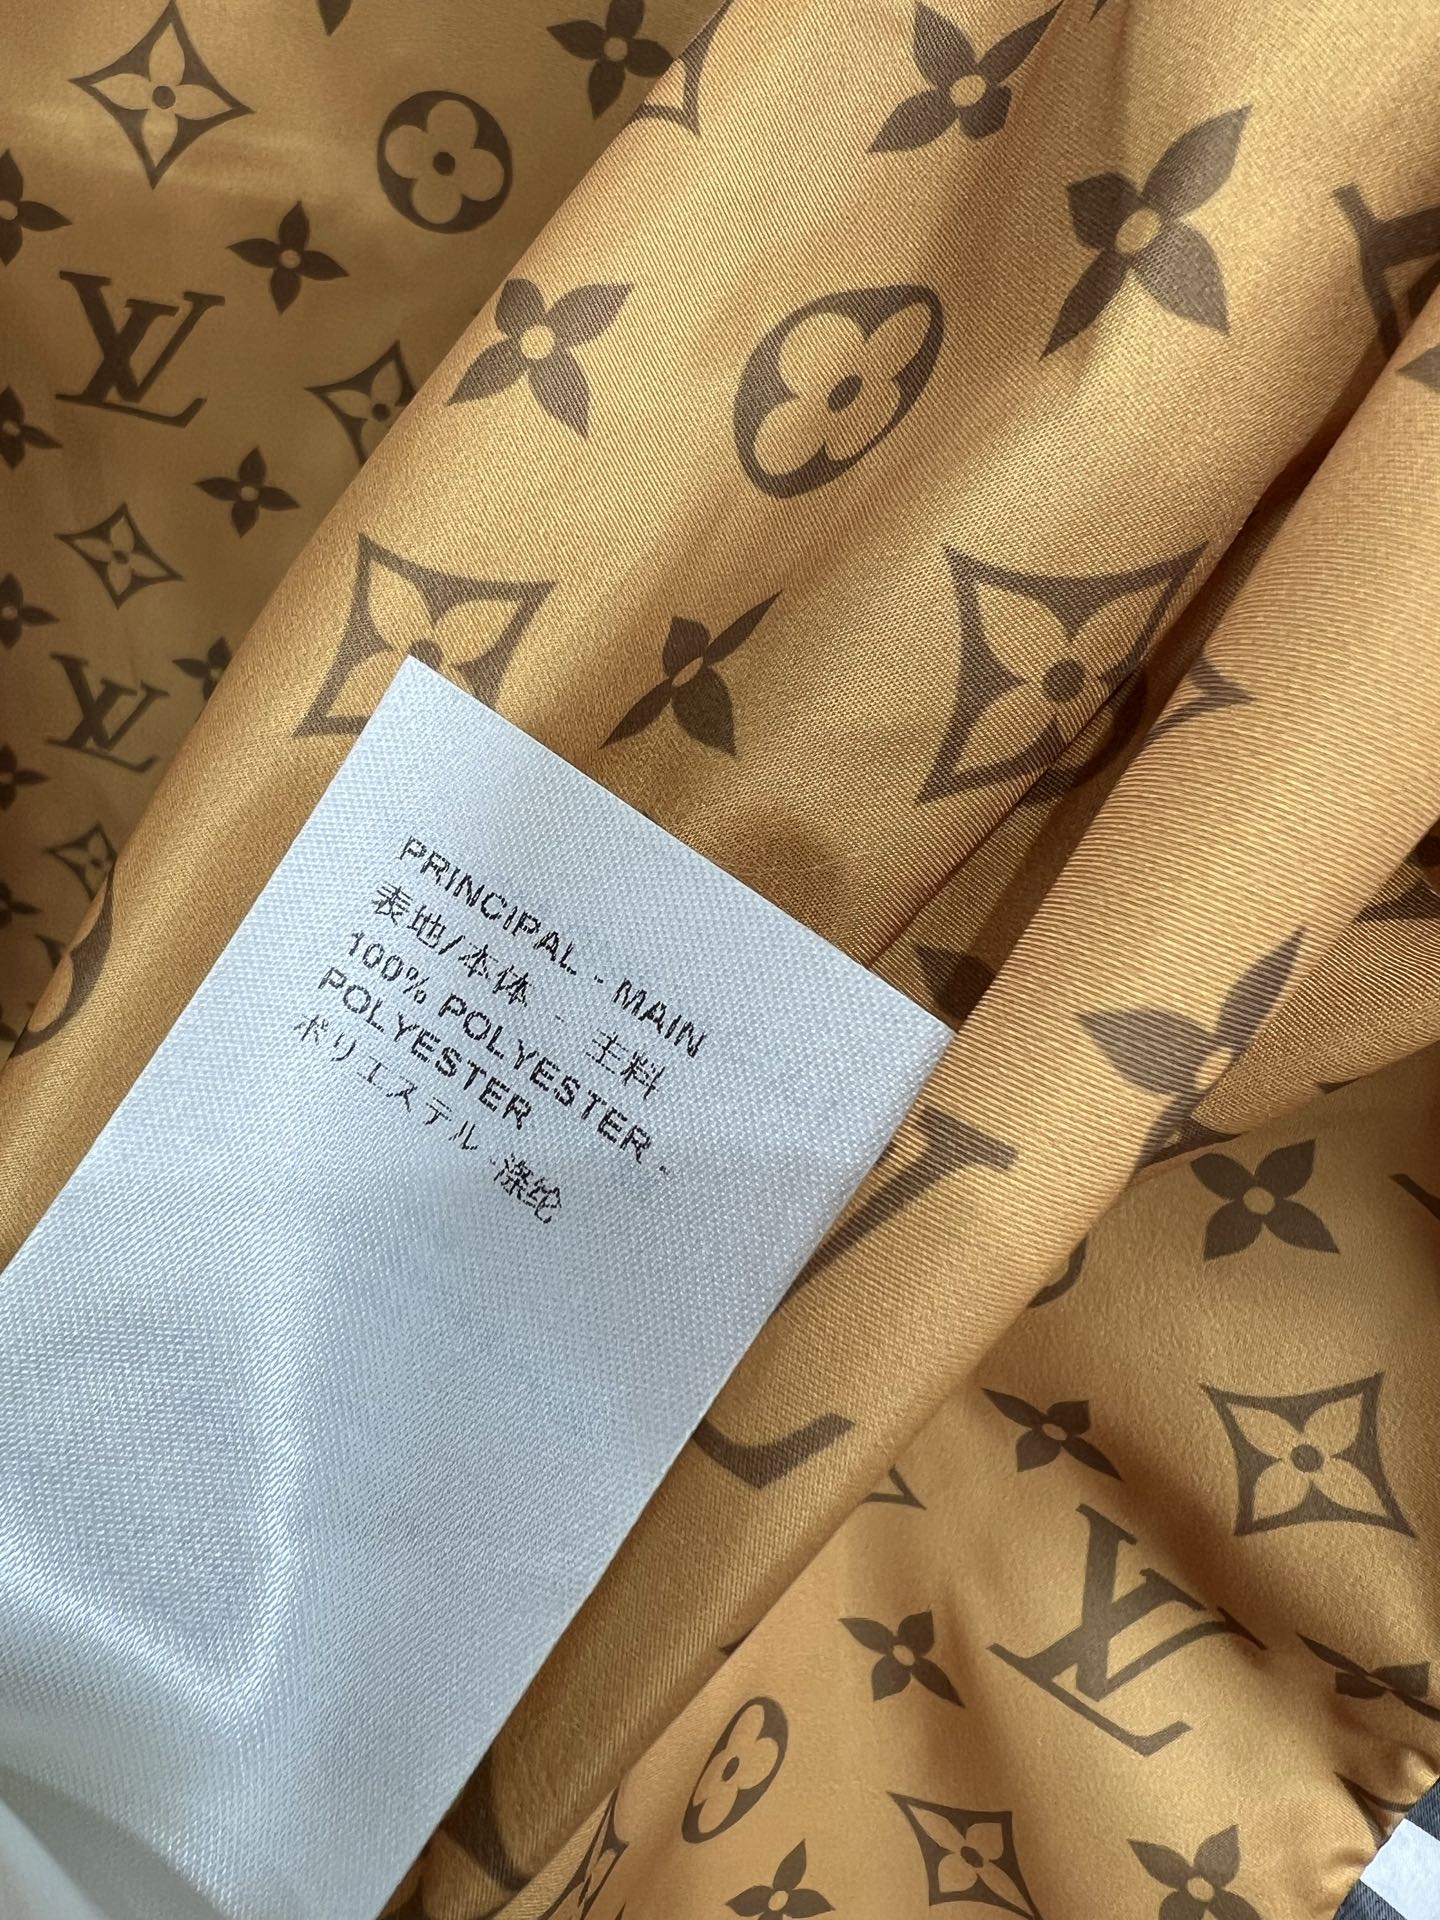 PRINCIPAL - MAIN
表地/本体 - 主料
100% POLYESTER -
POLYESTER
ポリエステル - 涤纶